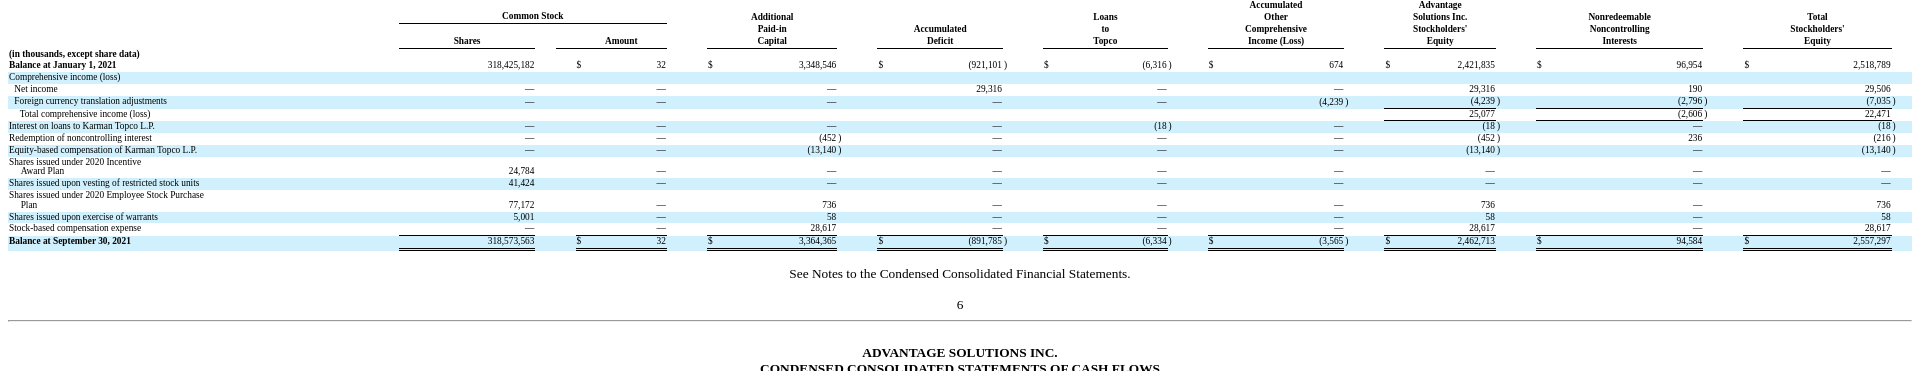 Common Stock
Shares Amount Additional Paid-in Capital Accumulated Deficit Loans to Topco Accumulated Other Comprehensive Income (Loss) Advantage Solutions Inc. Stockholders' Equity Nonredeemable Noncontrolling Interests Total Stockholders' Equity
(in thousands, except share data)
Balance at January 1, 2021 318,425,182 $ 32 $ 3,348,546 $ (921,101 ) $ (6,316 ) $ 674 $ 2,421,835 $ 96,954 $ 2,518,789
Comprehensive income (loss)
Net income — — — 29,316 — — 29,316 190 29,506
Foreign currency translation adjustments — — — — — (4,239 ) (4,239 ) (2,796 ) (7,035 )
Total comprehensive income (loss) 25,077 (2,606 ) 22,471
Interest on loans to Karman Topco L.P. — — — — (18 ) — (18 ) — (18 )
Redemption of noncontrolling interest — — (452 ) — — — (452 ) 236 (216 )
Equity-based compensation of Karman Topco L.P. — — (13,140 ) — — — (13,140 ) — (13,140 )
Shares issued under 2020 Incentive
Award Plan 24,784 — — — — — — — —
Shares issued upon vesting of restricted stock units 41,424 — — — — — — — —
Shares issued under 2020 Employee Stock Purchase
Plan 77,172 — 736 — — — 736 — 736
Shares issued upon exercise of warrants 5,001 — 58 — — — 58 — 58
Stock-based compensation expense — — 28,617 — — — 28,617 — 28,617
Balance at September 30, 2021 318,573,563 $ 32 $ 3,364,365 $ (891,785 ) $ (6,334 ) $ (3,565 ) $ 2,462,713 $ 94,584 $ 2,557,297
See Notes to the Condensed Consolidated Financial Statements.
6
ADVANTAGE SOLUTIONS INC.
CONDENSED CONSOLIDATED STATEMENTS OF CASH FLOWS